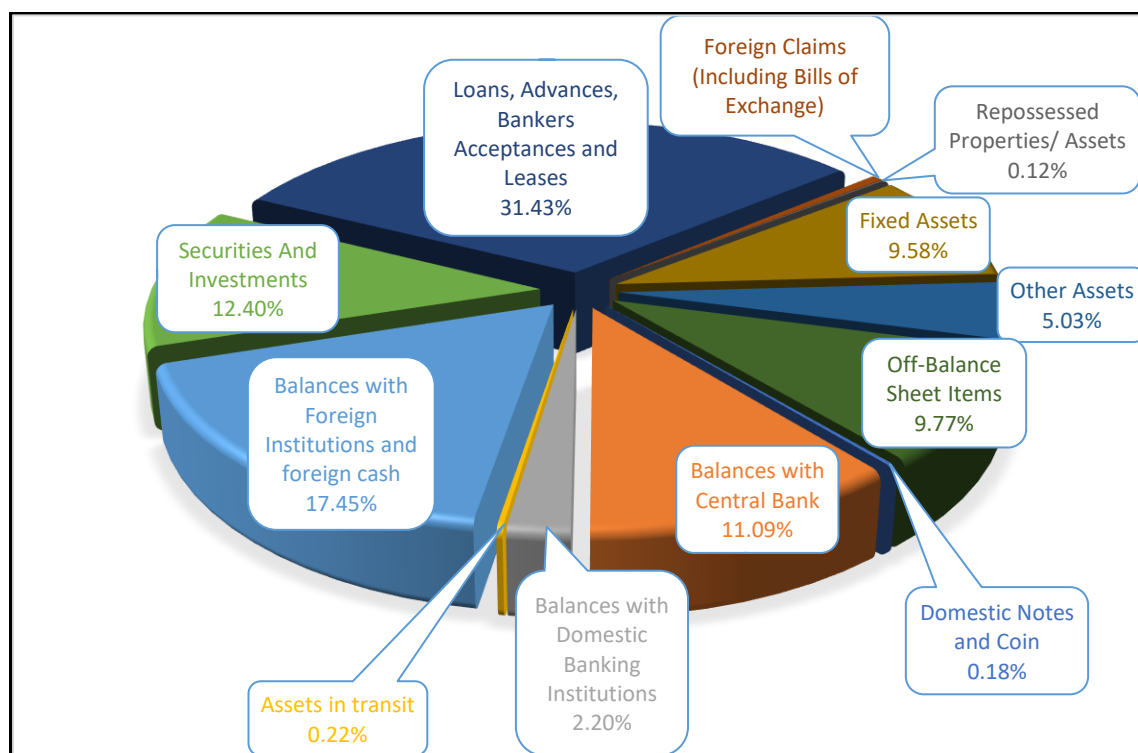 Foreign Claims
(Including Bills of
Exchange)
Loans, Advances,
Bankers
Acceptances and
Leases
31.43%
Repossessed
Properties/ Assets
0.12%
Fixed Assets
9.58%
Securities And
Investments
12.40%
Other Assets
5.03%
Off-Balance
Sheet Items
9.77%
Balances with
Foreign
Institutions and
foreign cash
17.45%
Balances with
Central Bank
11.09%
Domestic Notes
and Coin
0.18%
Balances with
Domestic
Banking
Institutions
2.20%
Assets in transit
0.22%